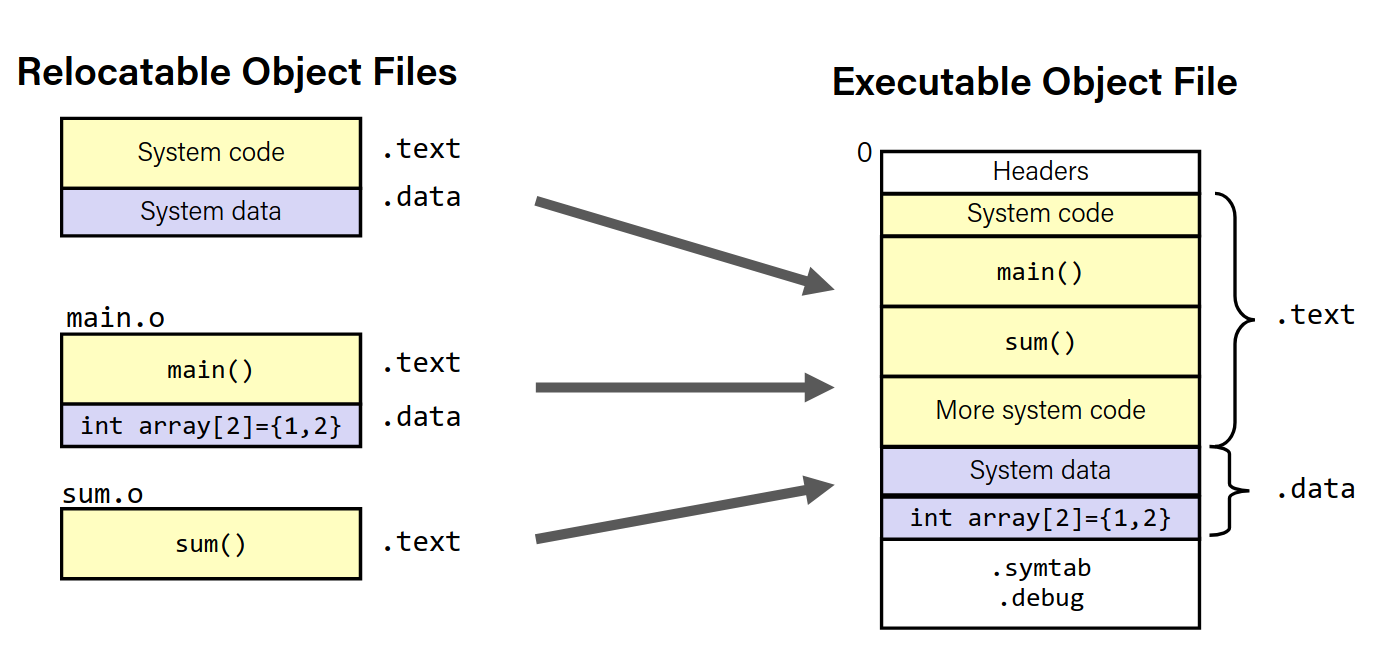 Relocatable Object Files
System code
.text
System data
.data
main.o
main()
.text
int array[2]={1,2}
.data
sum.o
sum()
.text
Executable Object File
0
Headers
System code
main()
sum()
More system code
.text
System data
int array[2]={1,2}
.data
.symtab
.debug